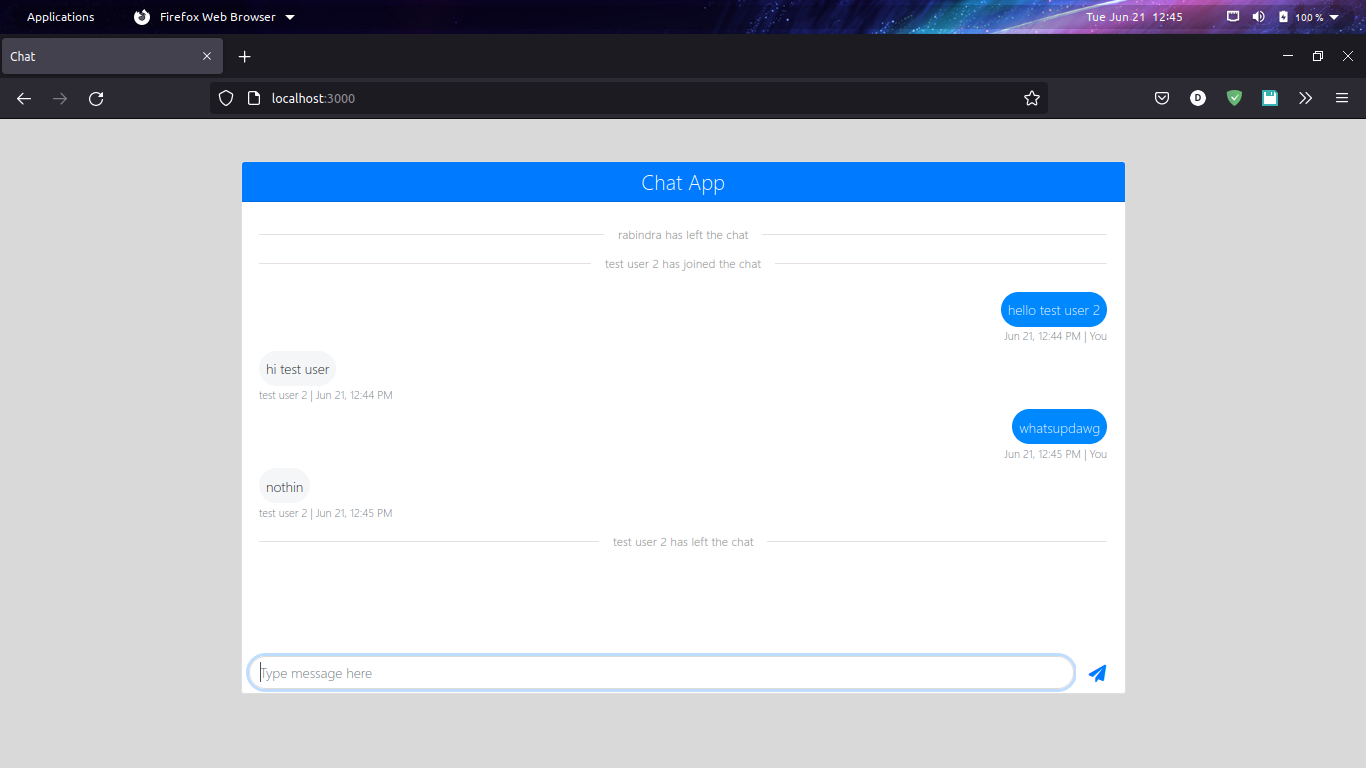 Applications Firefox Web Browser Tue Jun 21 12:45 100 %
Chat
localhost:3000 D
Chat App
rabindra has left the chat
test user 2 has joined the chat
hello test user 2
Jun 21, 12:44 PM | You
hi test user
test user 2 | Jun 21, 12:44 PM
whatsupdawg
Jun 21, 12:45 PM | You
nothin
test user 2 | Jun 21, 12:45 PM
test user 2 has left the chat
Type message here